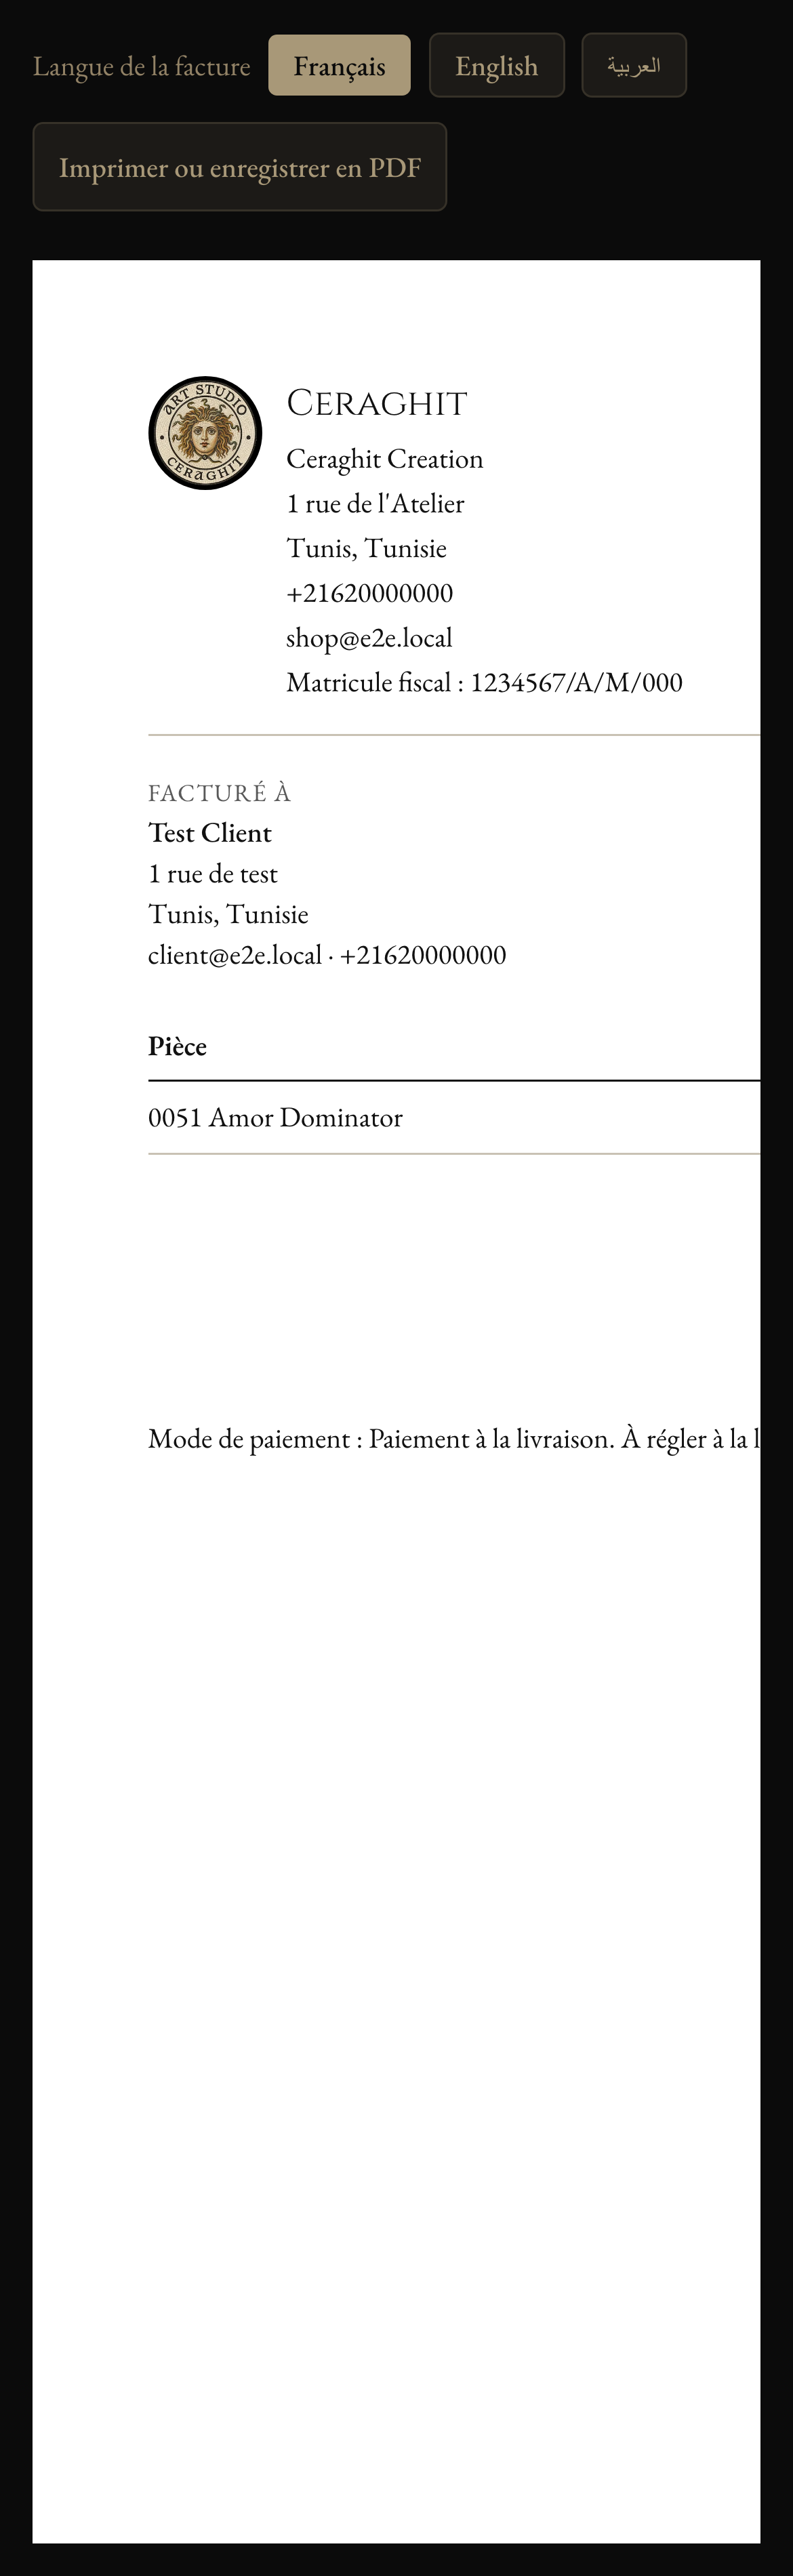 Langue de la facture Français English العربية
Imprimer ou enregistrer en PDF
ART STUDIO
CERAGHIT
Ceraghit
Ceraghit Creation
1 rue de l'Atelier
Tunis, Tunisie
+21620000000
shop@e2e.local
Matricule fiscal : 1234567/A/M/000
FACTURÉ À
Test Client
1 rue de test
Tunis, Tunisie
client@e2e.local · +21620000000
Pièce
0051 Amor Dominator
Mode de paiement : Paiement à la livraison. À régler à la l